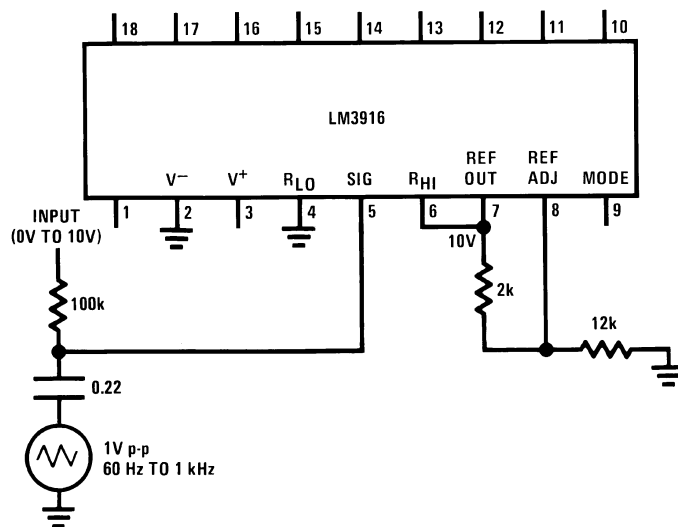 18 17 16 15 14 13 12 11 10
LM3916
V− V+ RLO SIG RHI REF OUT REF ADJ MODE
1 2 3 4 5 6 7 8 9
INPUT
(0V TO 10V)
10V
100k
2k
12k
0.22
1V p-p
60 Hz TO 1 kHz